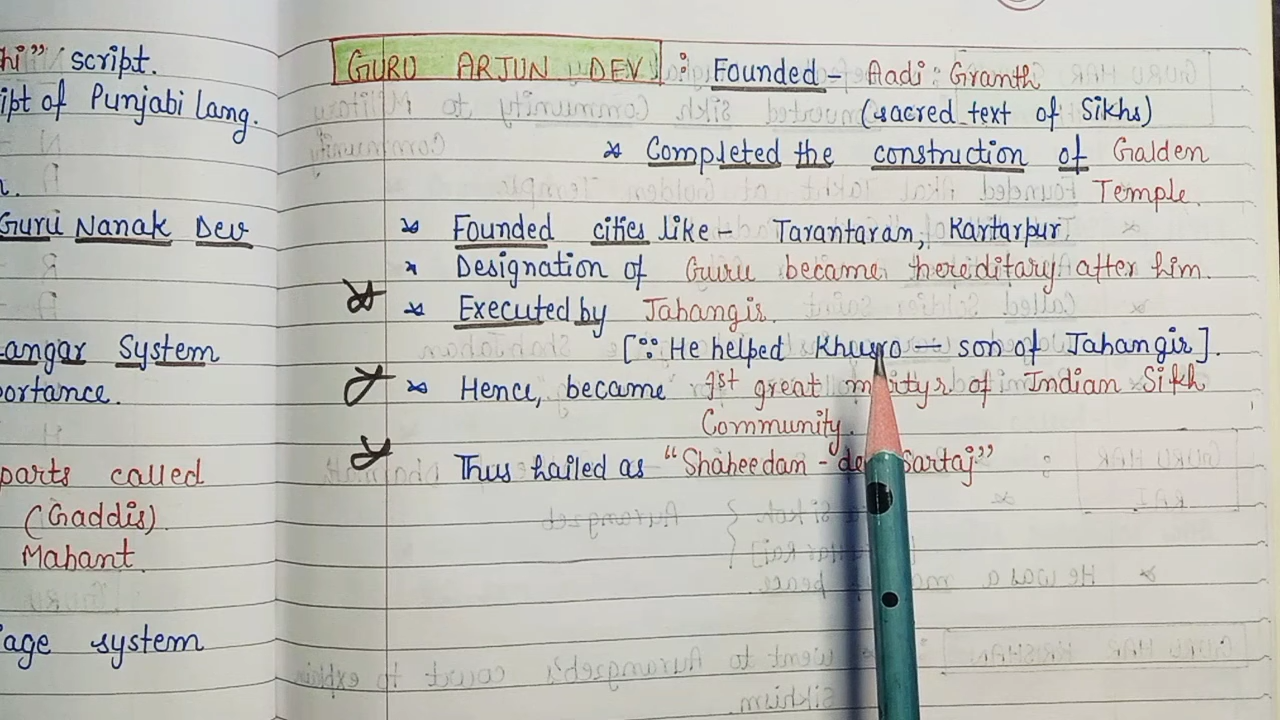 hi" script.
ipt of Punjabi Lang.
r.
Guru Nanak Dev
angar System
ortance.
parts called
(Gaddis).
Mahant.
age system
GURU ARJUN DEV : Founded - Aadi : Granth
(sacred text of Sikhs)
* Completed the construction of Golden
Temple.
* Founded cities like - Tarantaran, Kartarpur
* Designation of Guru became hereditary after him.
* Executed by Jahangir.
[∵ He helped Khusro - son of Jahangir].
* Hence, became 1st great martyr of Indian Sikh
Community.
* Thus hailed as "Shaheedan - de Sartaj"